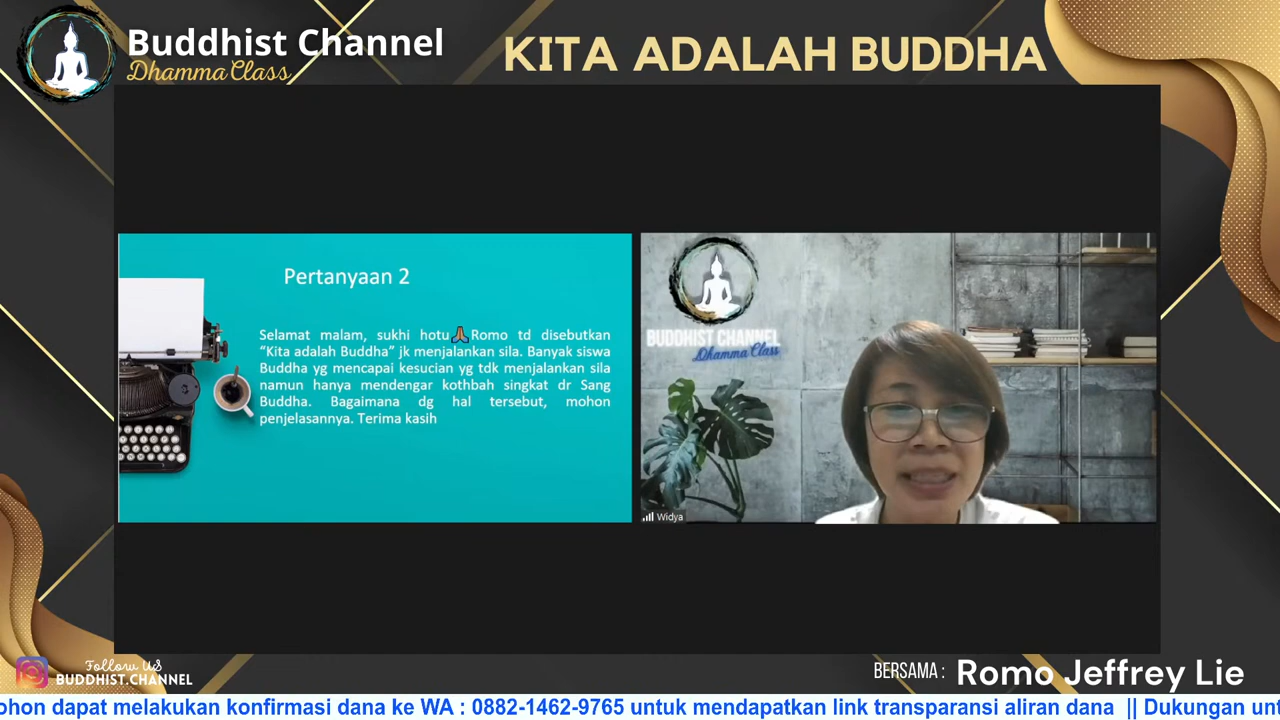 Buddhist Channel
Dhamma Class
KITA ADALAH BUDDHA
Pertanyaan 2
Selamat malam, sukhi hotu🙏Romo td disebutkan
“Kita adalah Buddha” jk menjalankan sila. Banyak siswa
Buddha yg mencapai kesucian yg tdk menjalankan sila
namun hanya mendengar kothbah singkat dr Sang
Buddha. Bagaimana dg hal tersebut, mohon
penjelasannya. Terima kasih
BUDDHIST CHANNEL
Dhamma Class
Widya
Follow US
BUDDHIST.CHANNEL
BERSAMA : Romo Jeffrey Lie
ohon dapat melakukan konfirmasi dana ke WA : 0882-1462-9765 untuk mendapatkan link transparansi aliran dana || Dukungan unt